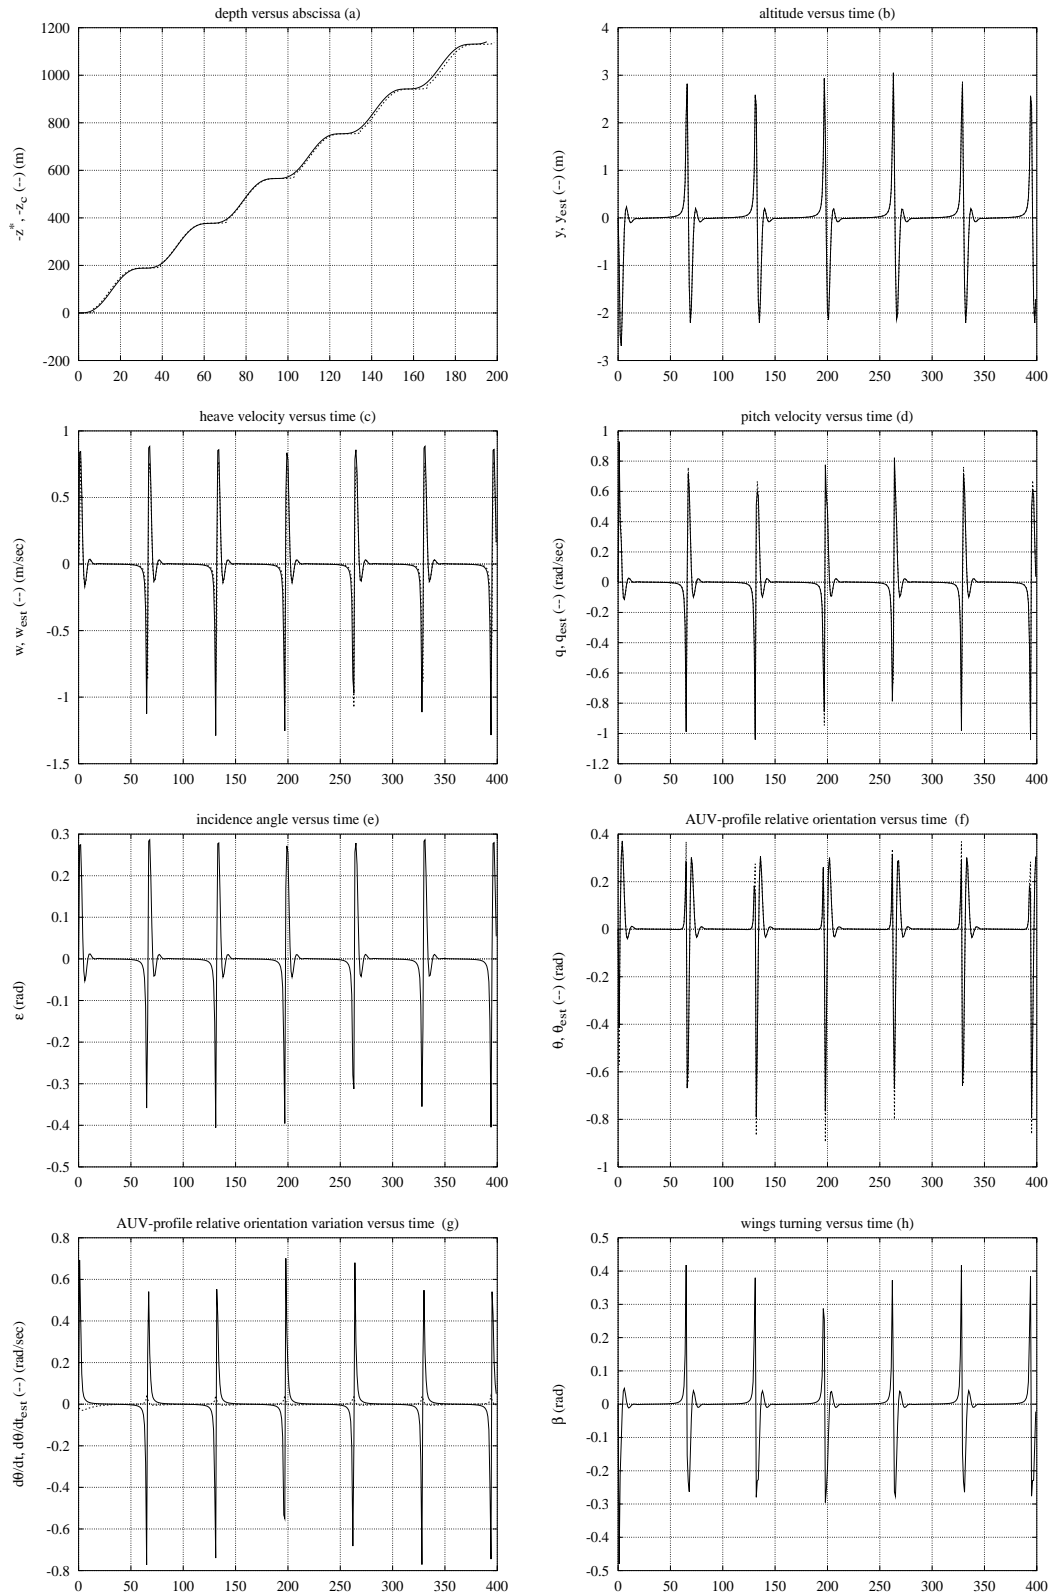 depth versus abscissa (a)
1200
1000
800
600
400
200
0
-200
-z*, -z_c (--) (m)
0 20 40 60 80 100 120 140 160 180 200
altitude versus time (b)
4
3
2
1
0
-1
-2
-3
y, y_est (--) (m)
0 50 100 150 200 250 300 350 400
heave velocity versus time (c)
1
0.5
0
-0.5
-1
-1.5
w, w_est (--) (m/sec)
0 50 100 150 200 250 300 350 400
pitch velocity versus time (d)
1
0.8
0.6
0.4
0.2
0
-0.2
-0.4
-0.6
-0.8
-1
-1.2
q, q_est (--) (rad/sec)
0 50 100 150 200 250 300 350 400
incidence angle versus time (e)
0.3
0.2
0.1
0
-0.1
-0.2
-0.3
-0.4
-0.5
ε (rad)
0 50 100 150 200 250 300 350 400
AUV-profile relative orientation versus time (f)
0.4
0.2
0
-0.2
-0.4
-0.6
-0.8
-1
θ, θ_est (--) (rad)
0 50 100 150 200 250 300 350 400
AUV-profile relative orientation variation versus time (g)
0.8
0.6
0.4
0.2
0
-0.2
-0.4
-0.6
-0.8
dθ/dt, dθ/dt_est (--) (rad/sec)
0 50 100 150 200 250 300 350 400
wings turning versus time (h)
0.5
0.4
0.3
0.2
0.1
0
-0.1
-0.2
-0.3
-0.4
-0.5
β (rad)
0 50 100 150 200 250 300 350 400